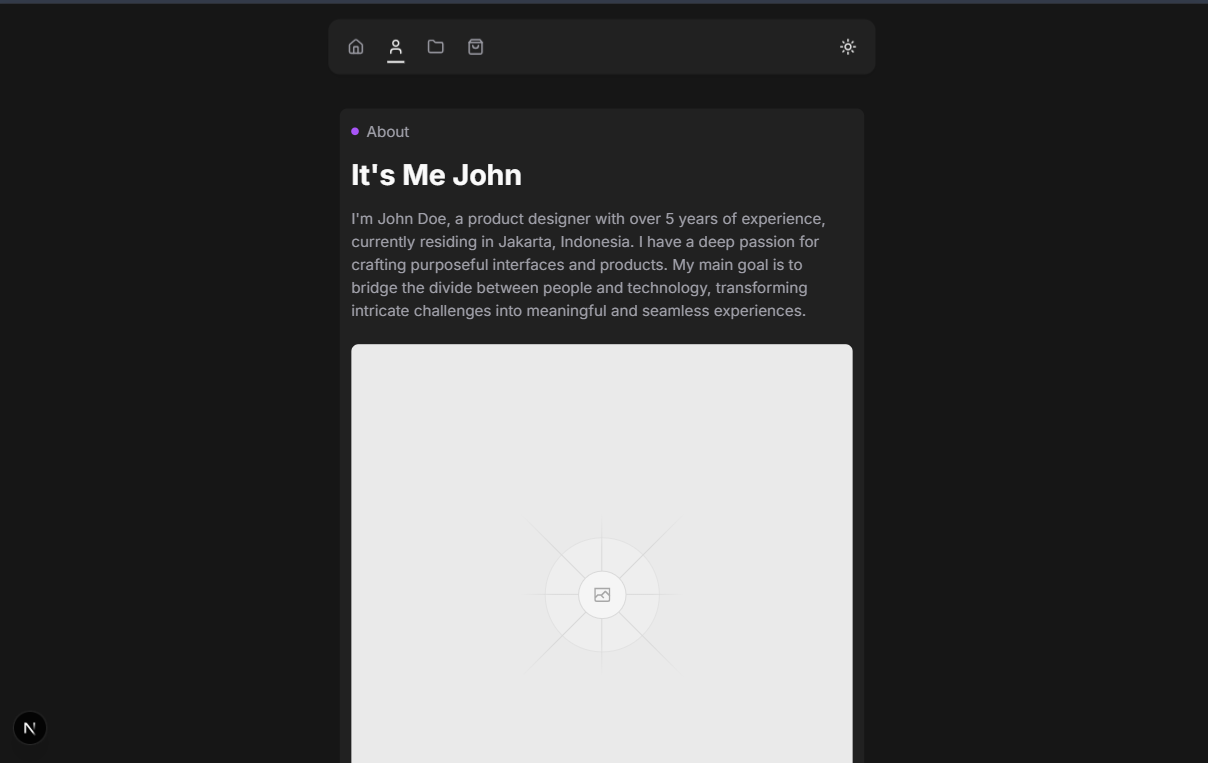 About
It's Me John
I'm John Doe, a product designer with over 5 years of experience,
currently residing in Jakarta, Indonesia. I have a deep passion for
crafting purposeful interfaces and products. My main goal is to
bridge the divide between people and technology, transforming
intricate challenges into meaningful and seamless experiences.
N